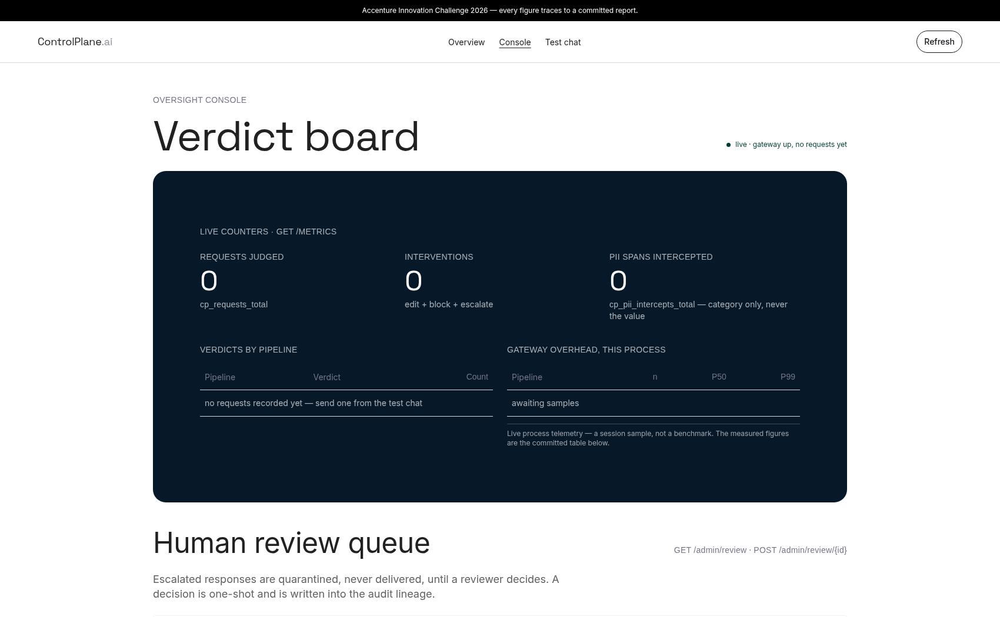 Accenture Innovation Challenge 2026 — every figure traces to a committed report.
ControlPlane.ai
Overview
Console
Test chat
Refresh
OVERSIGHT CONSOLE
Verdict board
live · gateway up, no requests yet
LIVE COUNTERS · GET /METRICS
REQUESTS JUDGED
0
cp_requests_total
INTERVENTIONS
0
edit + block + escalate
PII SPANS INTERCEPTED
0
cp_pii_intercepts_total — category only, never
the value
VERDICTS BY PIPELINE
Pipeline Verdict Count
no requests recorded yet — send one from the test chat
GATEWAY OVERHEAD, THIS PROCESS
Pipeline n P50 P99
awaiting samples
Live process telemetry — a session sample, not a benchmark. The measured figures
are the committed table below.
Human review queue
GET /admin/review · POST /admin/review/{id}
Escalated responses are quarantined, never delivered, until a reviewer decides. A
decision is one-shot and is written into the audit lineage.